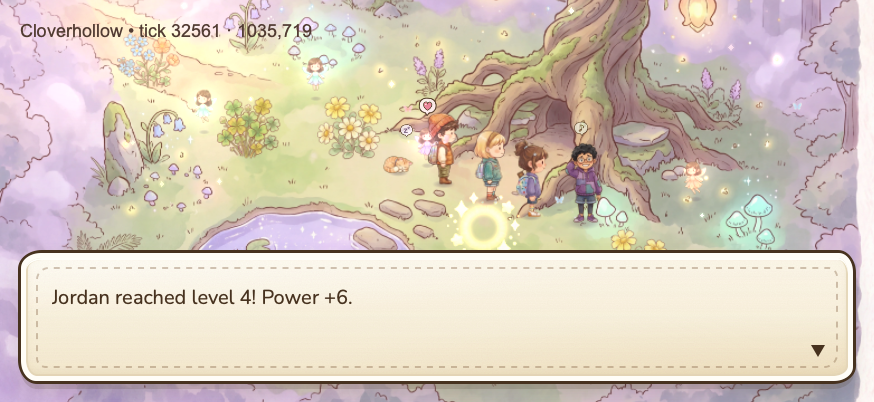 Cloverhollow • tick 32561 · 1035,719
Jordan reached level 4! Power +6.